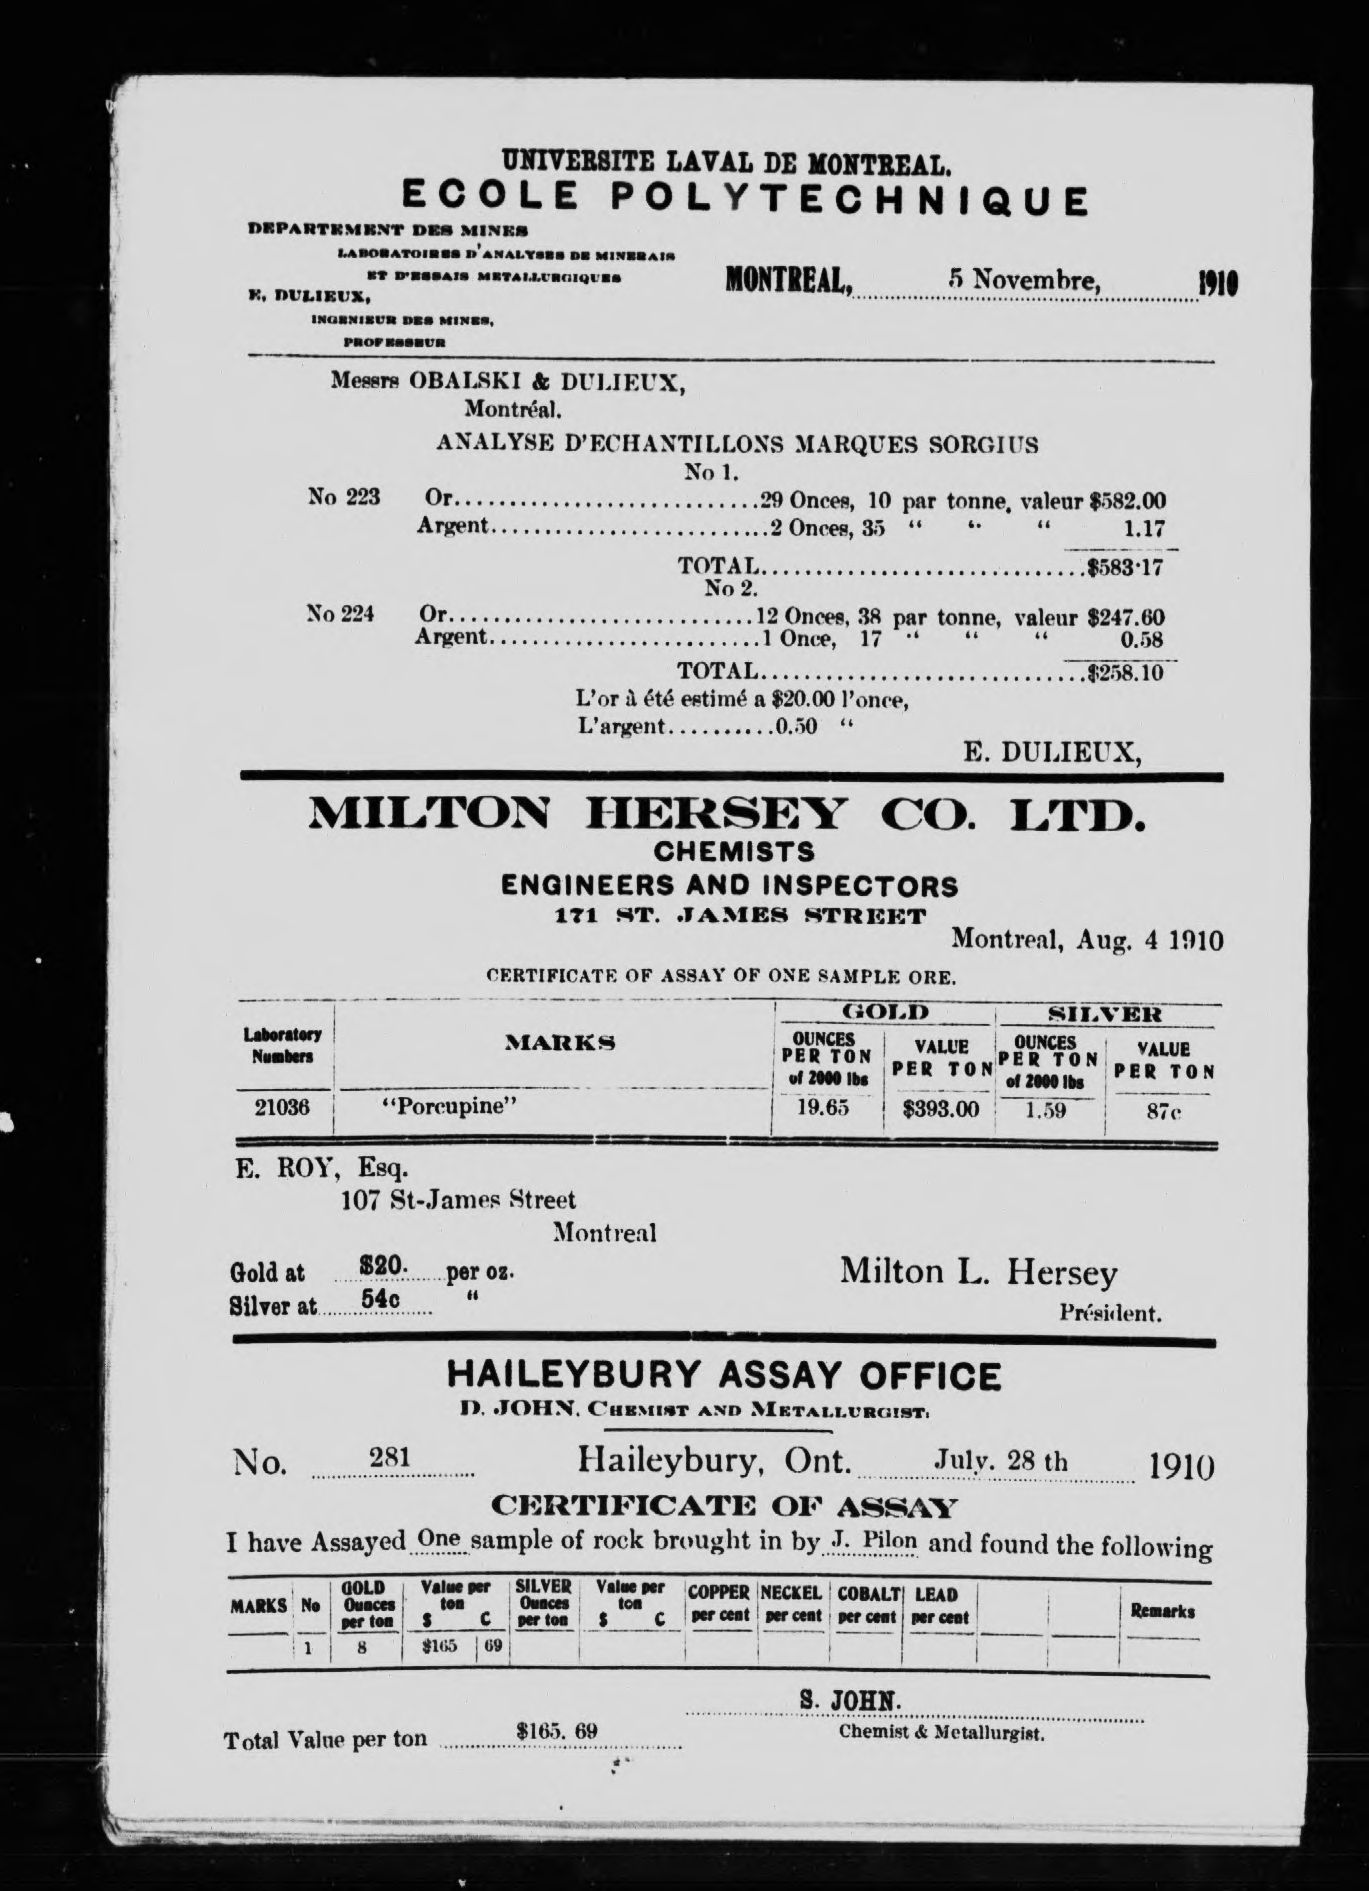 UNIVERSITE LAVAL DE MONTREAL.
ECOLE POLYTECHNIQUE
DEPARTEMENT DES MINES
LABORATOIRES D'ANALYSES DE MINERAIS
ET D'ESSAIS METALLURGIQUES
MONTREAL, 5 Novembre, 1910
E, DULIEUX,
INGENIEUR DES MINES,
PROFESSEUR
Messrs OBALSKI & DULIEUX,
Montréal.
ANALYSE D'ECHANTILLONS MARQUES SORGIUS
No 1.
No 223 Or............................29 Onces, 10 par tonne, valeur $582.00
Argent.........................2 Onces, 35 “ “ “ 1.17
TOTAL..............................$583·17
No 2.
No 224 Or............................12 Onces, 38 par tonne, valeur $247.60
Argent.........................1 Once, 17 “ “ “ 0.58
TOTAL..............................$258.10
L'or à été estimé a $20.00 l'once,
L'argent..........0.50 “
E. DULIEUX,
MILTON HERSEY CO. LTD.
CHEMISTS
ENGINEERS AND INSPECTORS
171 ST. JAMES STREET
Montreal, Aug. 4 1910
CERTIFICATE OF ASSAY OF ONE SAMPLE ORE.
GOLD SILVER
Laboratory Numbers MARKS OUNCES PER TON of 2000 lbs VALUE PER TON OUNCES PER TON of 2000 lbs VALUE PER TON
21036 “Porcupine” 19.65 $393.00 1.59 87c
E. ROY, Esq.
107 St-James Street
Montreal
Gold at $20. per oz.
Milton L. Hersey
Silver at 54c “
Président.
HAILEYBURY ASSAY OFFICE
D. JOHN, CHEMIST AND METALLURGIST.
No. 281 Haileybury, Ont. July. 28 th 1910
CERTIFICATE OF ASSAY
I have Assayed One sample of rock brought in by J. Pilon and found the following
MARKS No GOLD Ounces per ton Value per ton $ C SILVER Ounces per ton Value per ton $ C COPPER per cent NECKEL per cent COBALT per cent LEAD per cent Remarks
1 8 $165 69
S. JOHN.
Total Value per ton $165. 69
Chemist & Metallurgist.